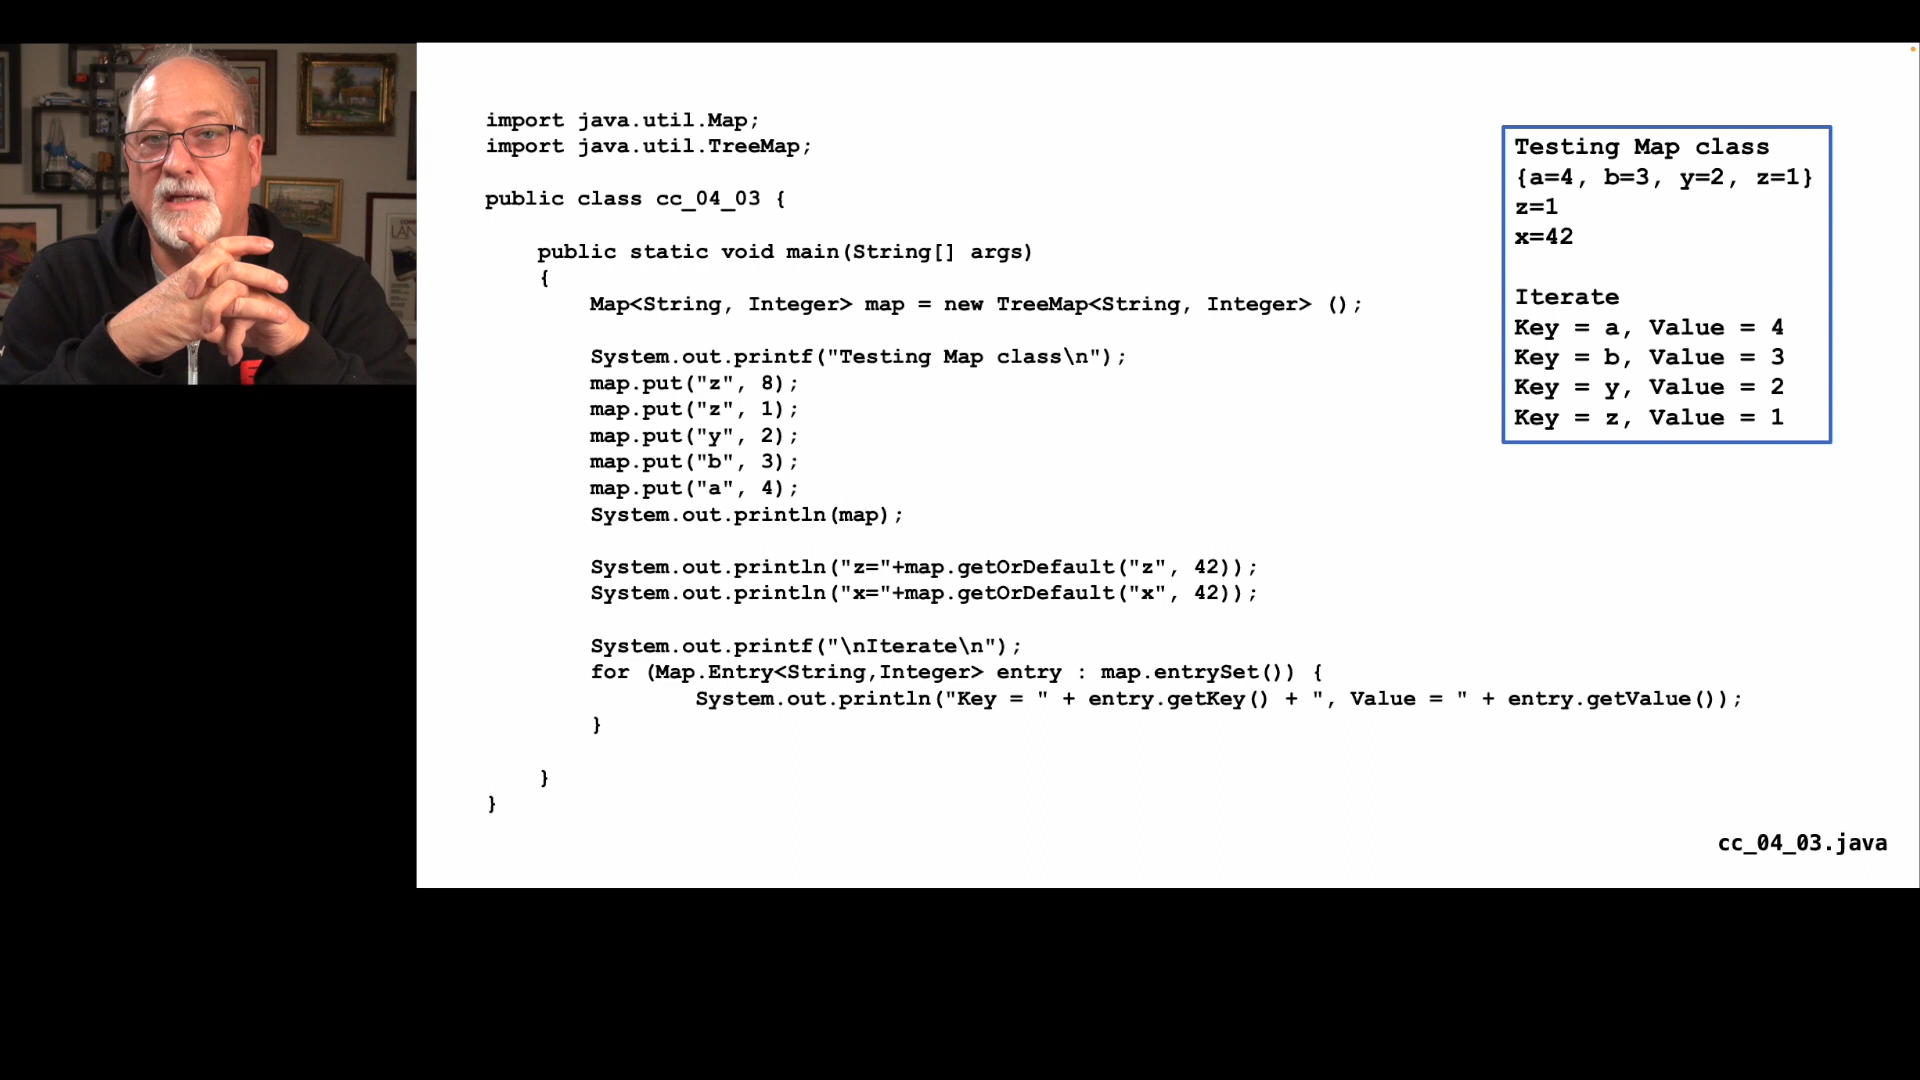 import java.util.Map;
import java.util.TreeMap;
public class cc_04_03 {
public static void main(String[] args)
{
Map<String, Integer> map = new TreeMap<String, Integer> ();
System.out.printf("Testing Map class\n");
map.put("z", 8);
map.put("z", 1);
map.put("y", 2);
map.put("b", 3);
map.put("a", 4);
System.out.println(map);
System.out.println("z="+map.getOrDefault("z", 42));
System.out.println("x="+map.getOrDefault("x", 42));
System.out.printf("\nIterate\n");
for (Map.Entry<String,Integer> entry : map.entrySet()) {
System.out.println("Key = " + entry.getKey() + ", Value = " + entry.getValue());
}
}
}
Testing Map class
{a=4, b=3, y=2, z=1}
z=1
x=42
Iterate
Key = a, Value = 4
Key = b, Value = 3
Key = y, Value = 2
Key = z, Value = 1
cc_04_03.java